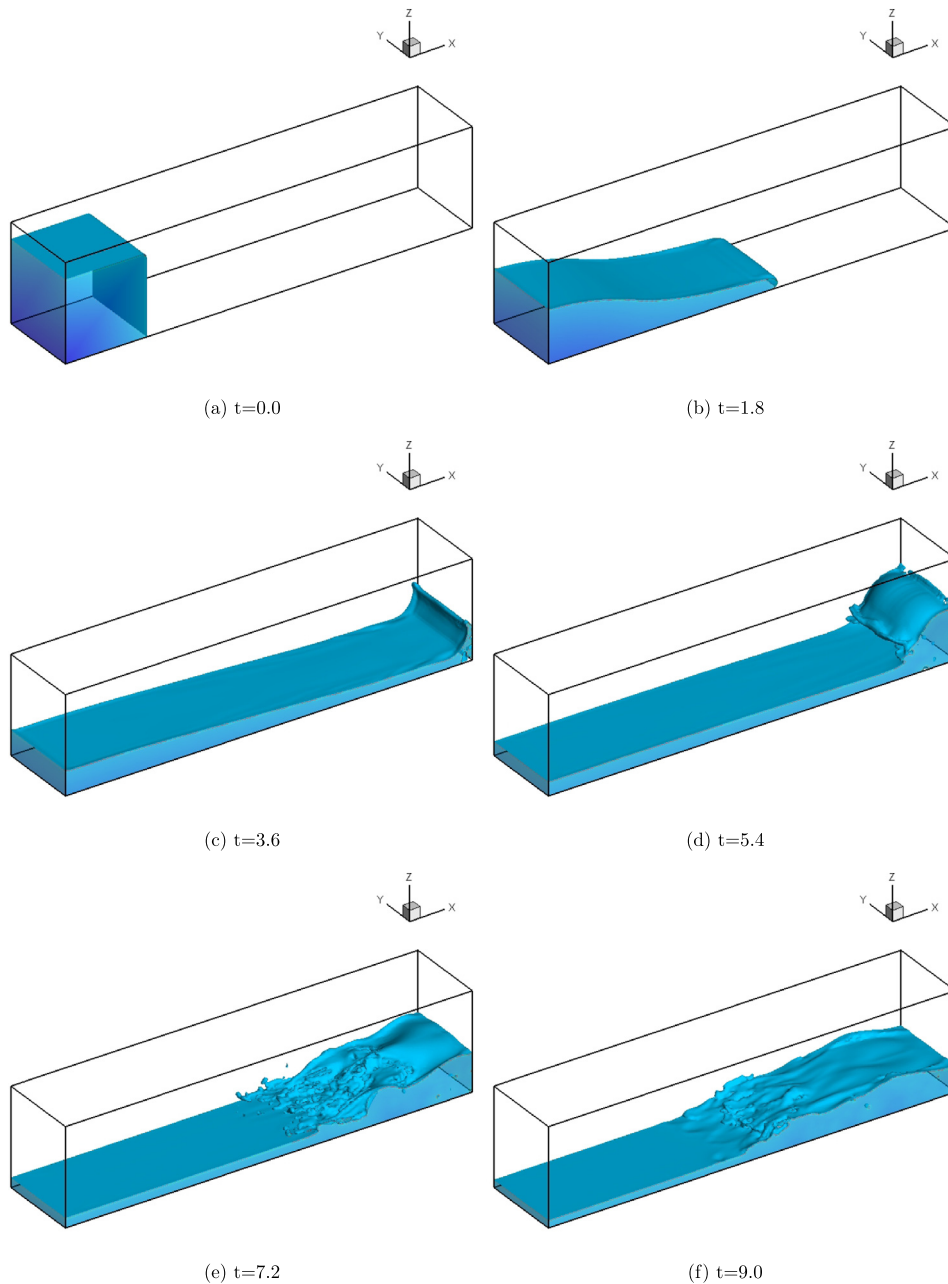 Z
Y X
Z
Y X
(a) t=0.0
(b) t=1.8
Z
Y X
Z
Y X
(c) t=3.6
(d) t=5.4
Z
Y X
Z
Y X
(e) t=7.2
(f) t=9.0